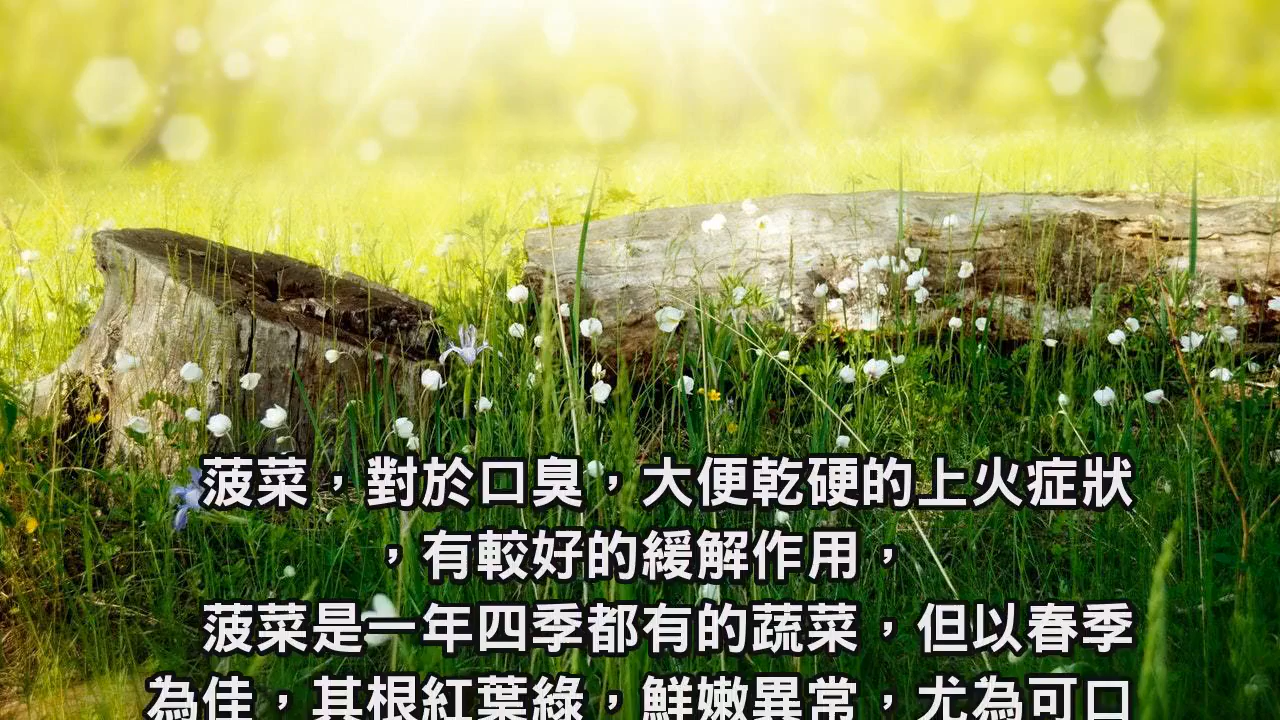 菠菜，對於口臭，大便乾硬的上火症狀
，有較好的緩解作用，
菠菜是一年四季都有的蔬菜，但以春季
為佳，其根紅葉綠，鮮嫩異常，尤為可口